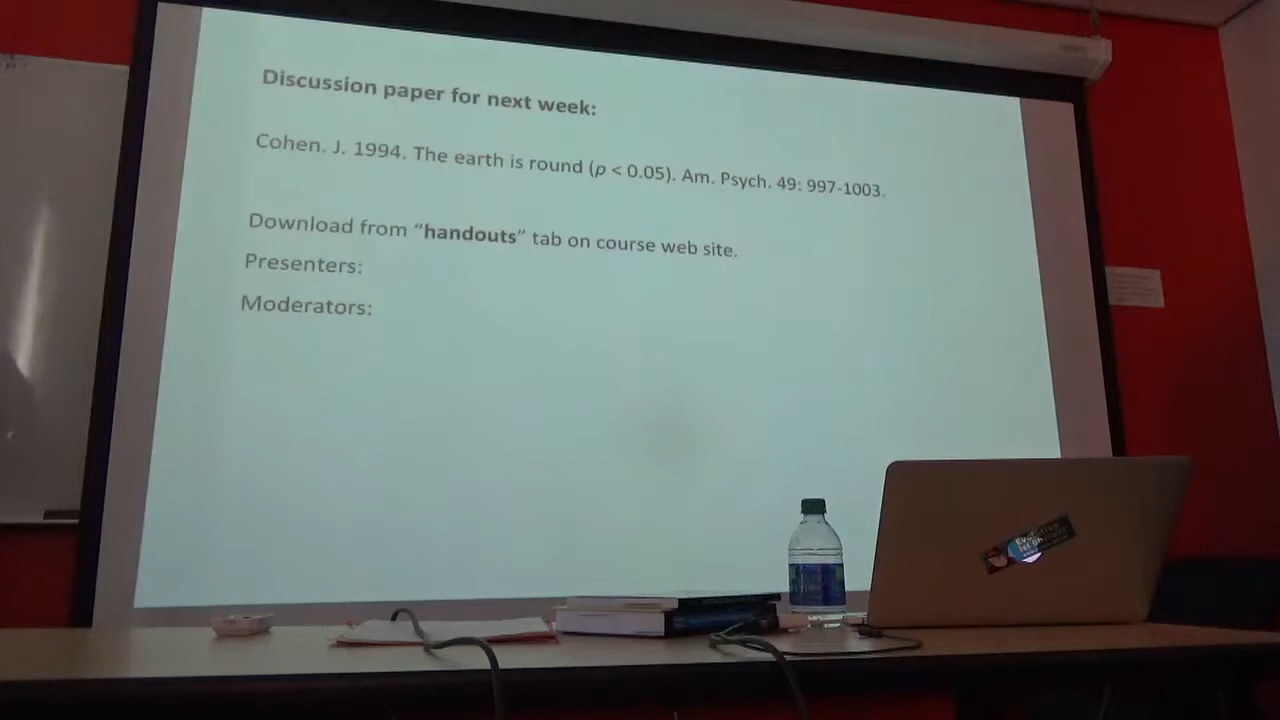 Discussion paper for next week:
Cohen. J. 1994. The earth is round (p < 0.05). Am. Psych. 49: 997-1003.
Download from “handouts” tab on course web site.
Presenters:
Moderators: